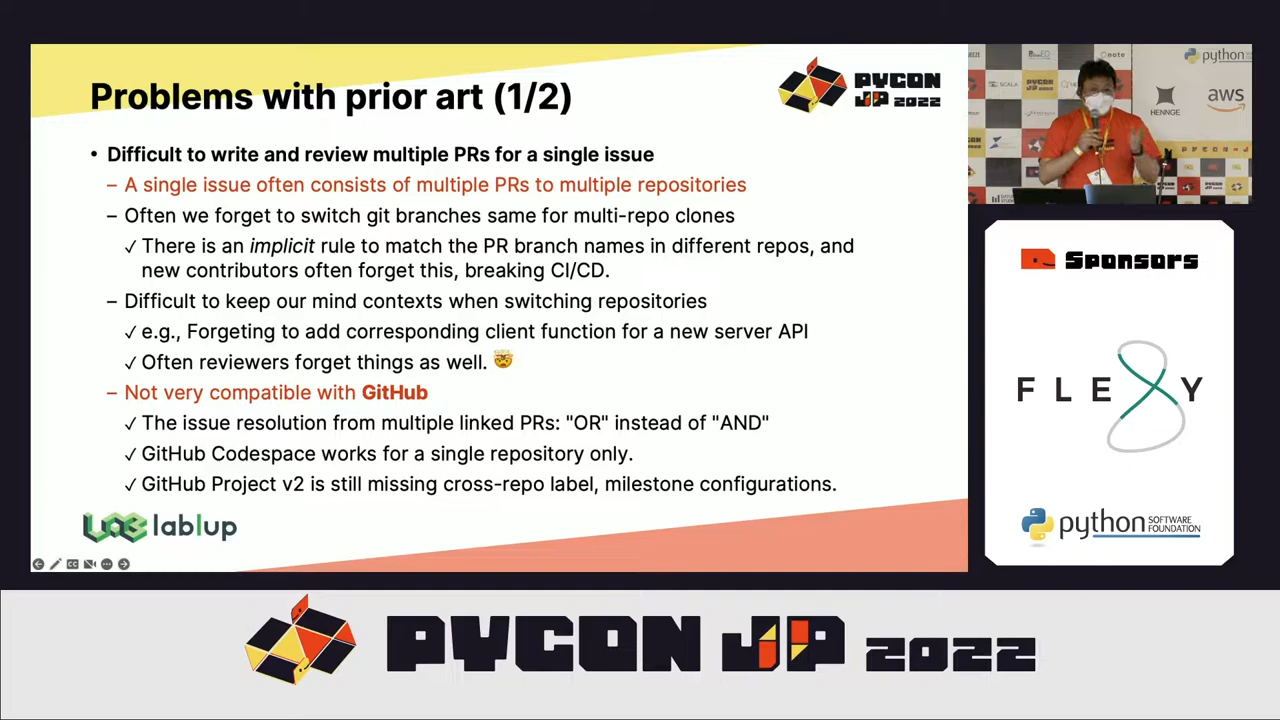 Problems with prior art (1/2)
PYCON
JP 2022
• Difficult to write and review multiple PRs for a single issue
– A single issue often consists of multiple PRs to multiple repositories
– Often we forget to switch git branches same for multi-repo clones
✓ There is an implicit rule to match the PR branch names in different repos, and
new contributors often forget this, breaking CI/CD.
– Difficult to keep our mind contexts when switching repositories
✓ e.g., Forgeting to add corresponding client function for a new server API
✓ Often reviewers forget things as well. 🤯
– Not very compatible with GitHub
✓ The issue resolution from multiple linked PRs: "OR" instead of "AND"
✓ GitHub Codespace works for a single repository only.
✓ GitHub Project v2 is still missing cross-repo label, milestone configurations.
lablup
note
python
HENNGE
aws
Sponsors
FLEXY
python SOFTWARE
FOUNDATION
PYCON JP 2022